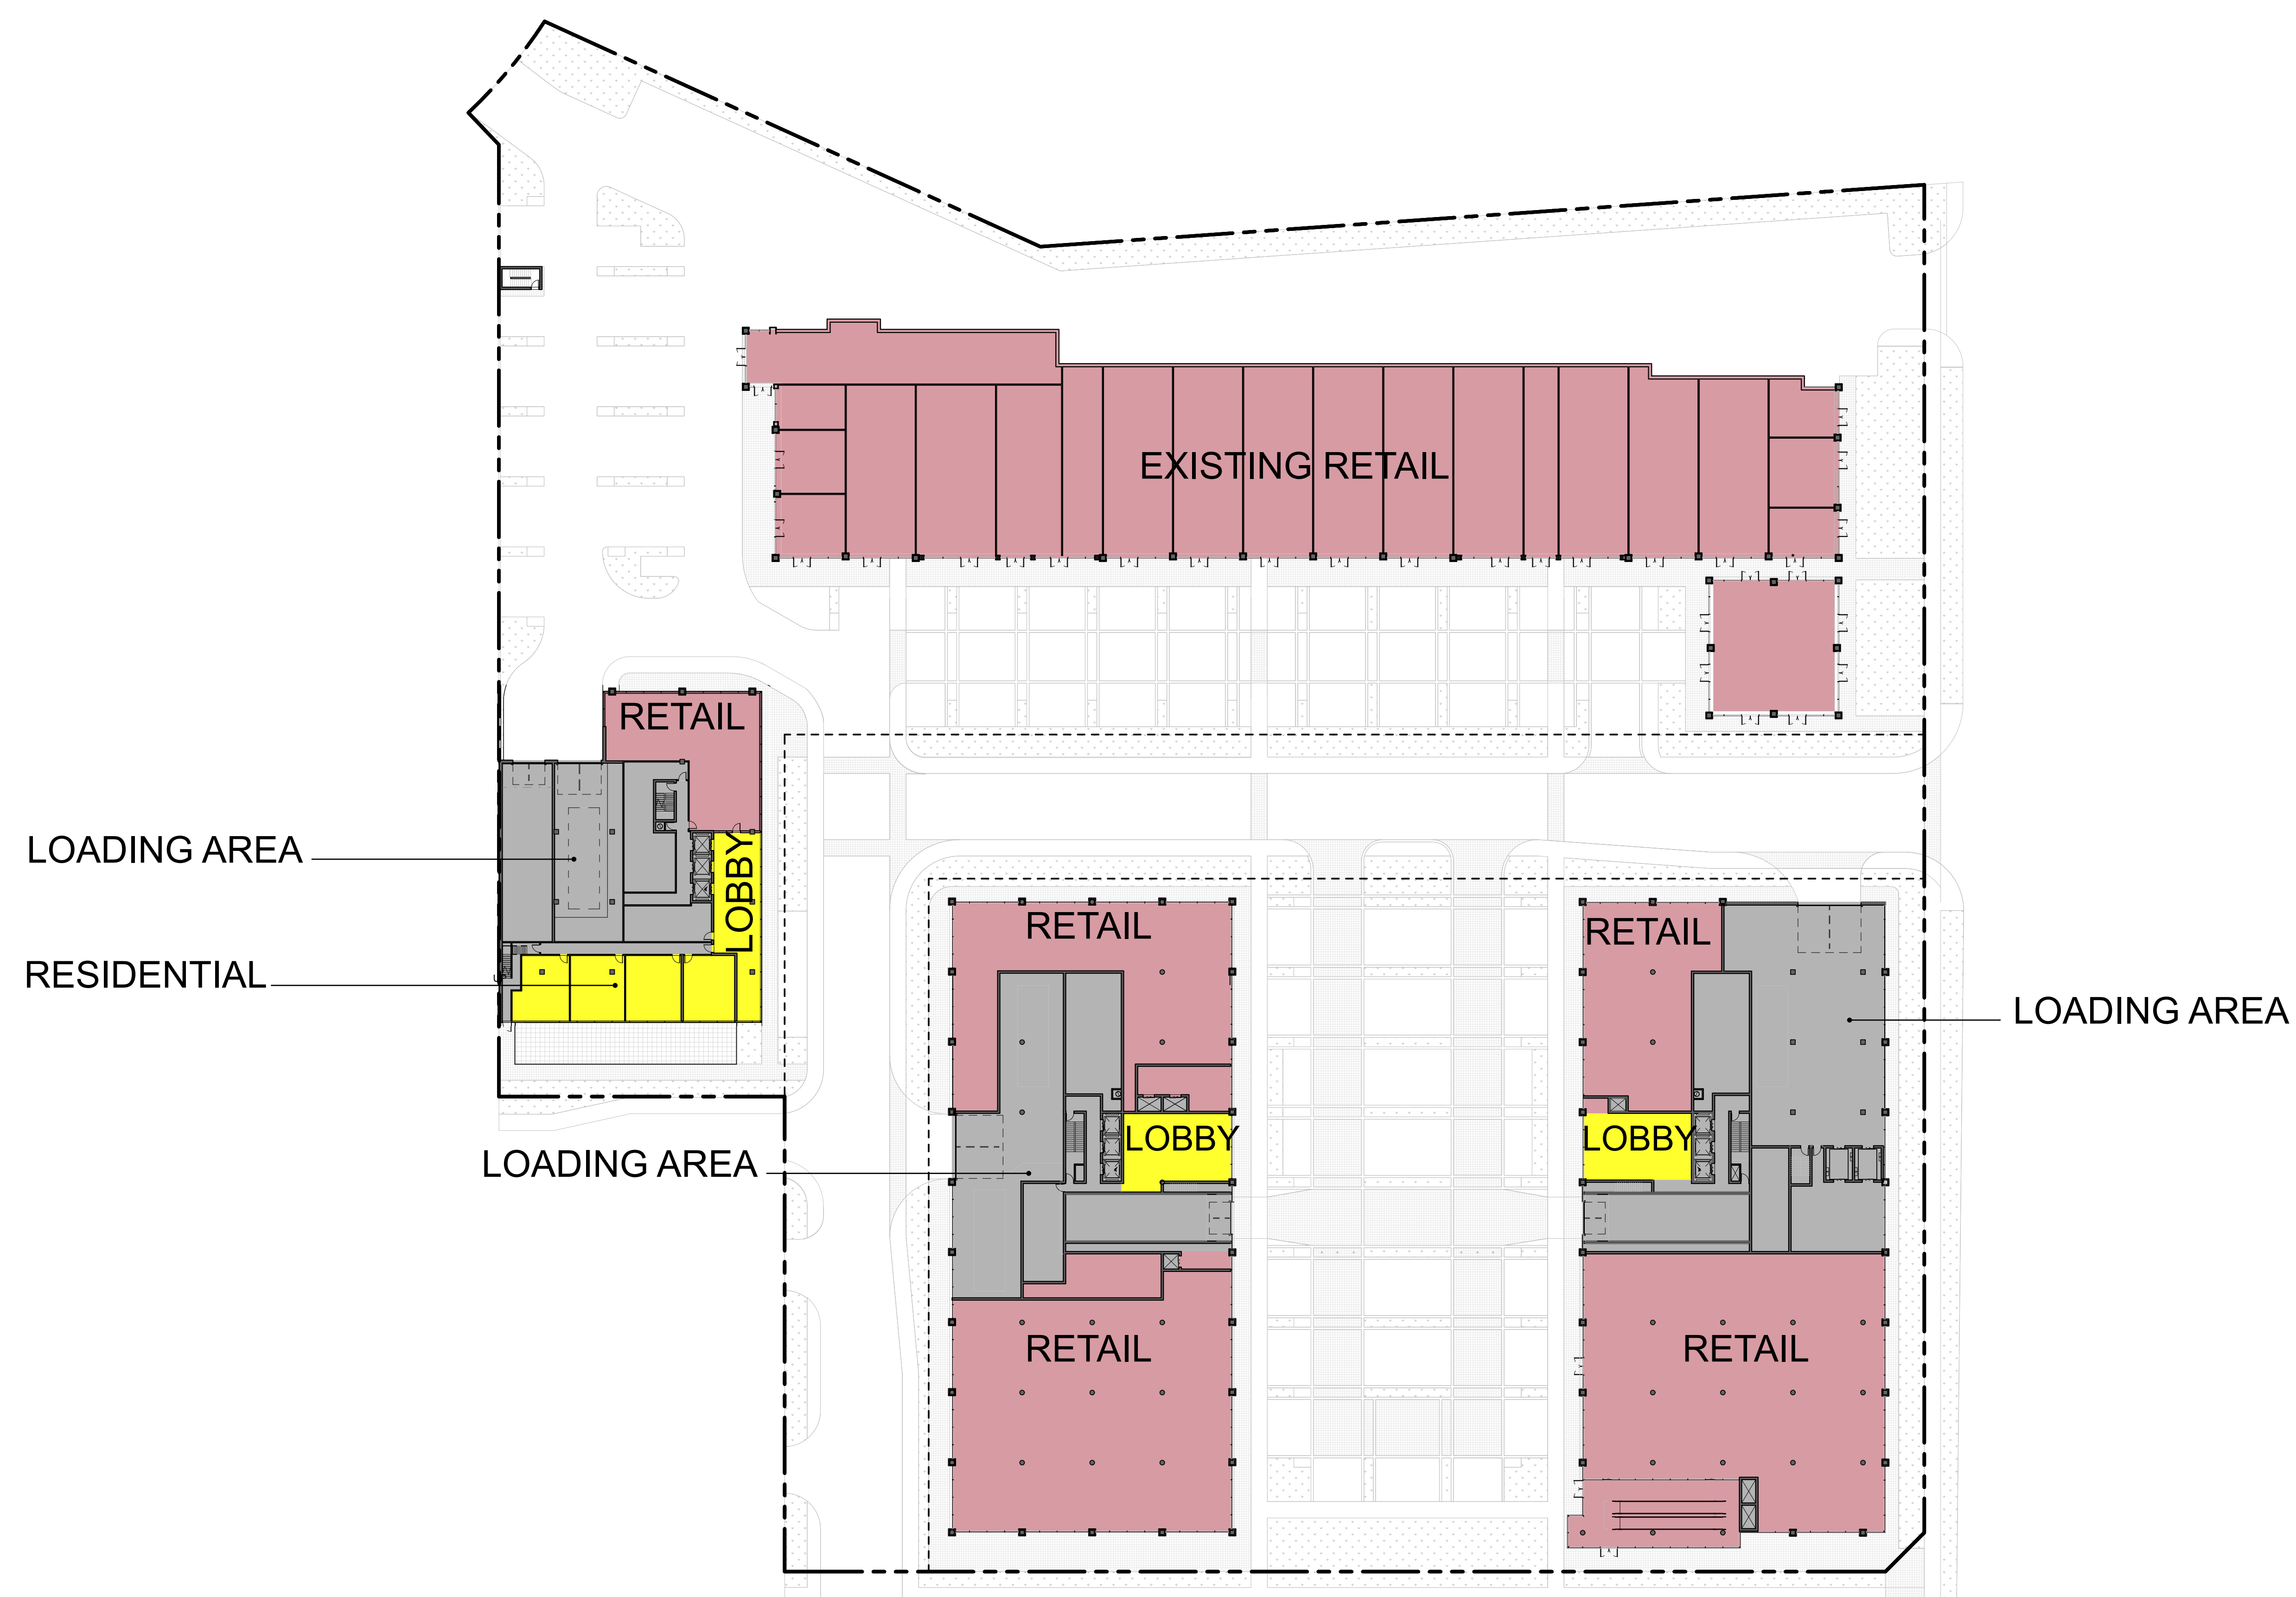 EXISTING RETAIL
RETAIL
LOADING AREA
LOBBY
RESIDENTIAL
RETAIL
RETAIL
LOADING AREA
LOBBY
LOBBY
LOADING AREA
RETAIL
RETAIL